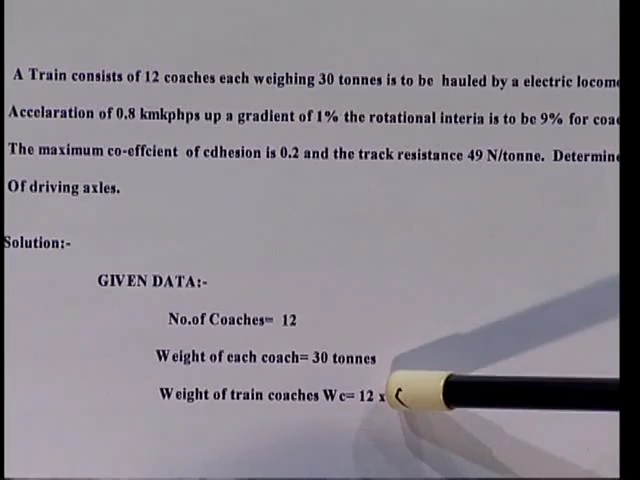 A Train consists of 12 coaches each weighing 30 tonnes is to be hauled by a electric
Accelaration of 0.8 kmkphps up a gradient of 1% the rotational interia is to be 9% for
The maximum co-effcient of cdhesion is 0.2 and the track resistance 49 N/tonne.
Of driving axles.
Solution:-
GIVEN DATA:-
No.of Coaches= 12
Weight of each coach= 30 tonnes
Weight of train coaches Wc= 12 x